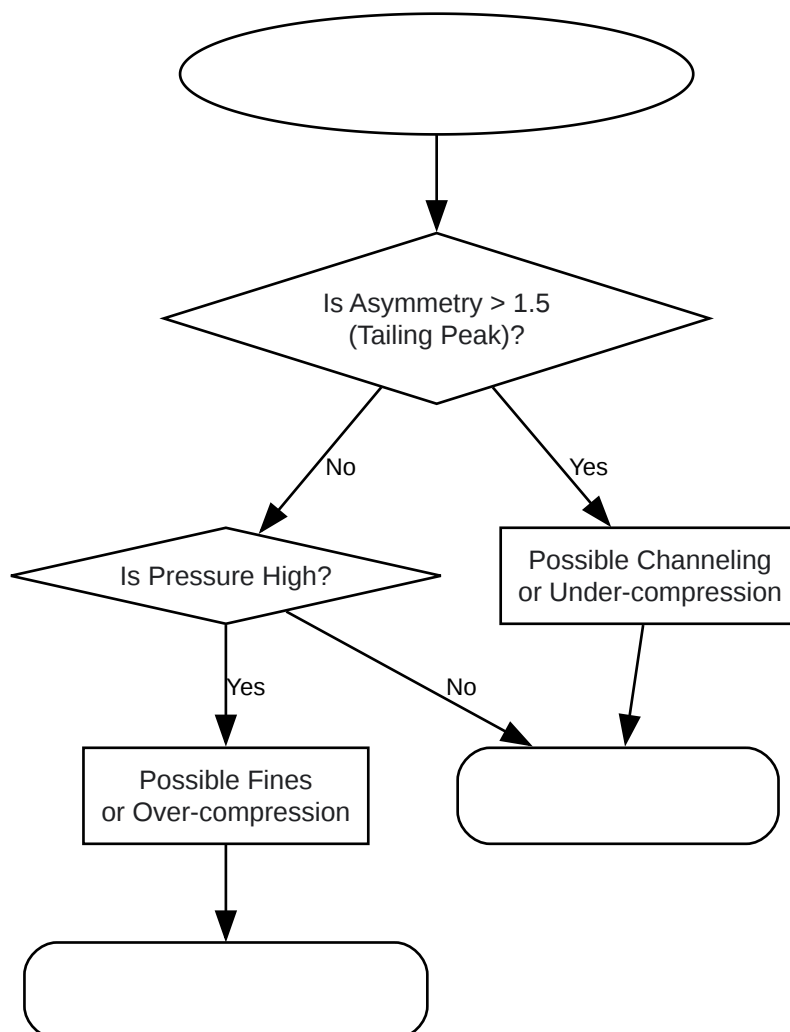 Is Asymmetry > 1.5
(Tailing Peak)?
No
Yes
Is Pressure High?
Possible Channeling
or Under-compression
Yes
No
Possible Fines
or Over-compression